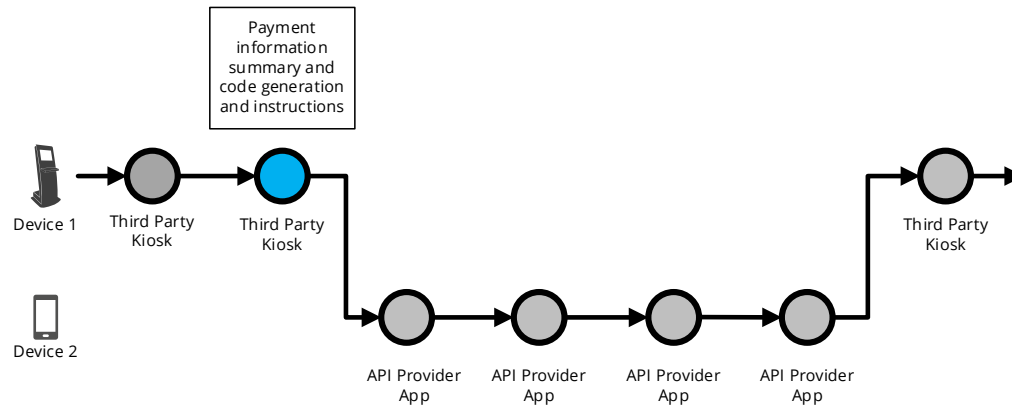 Payment
information
summary and
code generation
and instructions
Device 1
Third Party
Kiosk
Third Party
Kiosk
Third Party
Kiosk
Device 2
API Provider
App
API Provider
App
API Provider
App
API Provider
App